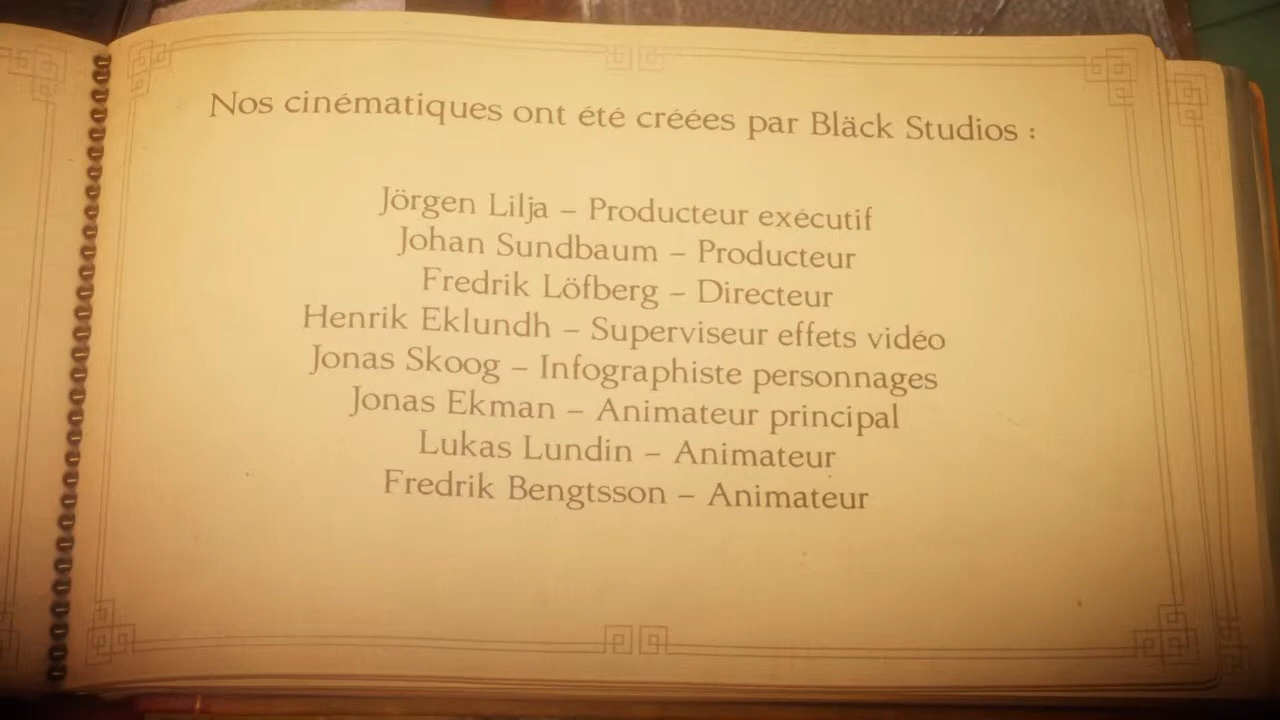 Nos cinématiques ont été créées par Bläck Studios :
Jörgen Lilja – Producteur exécutif
Johan Sundbaum – Producteur
Fredrik Löfberg – Directeur
Henrik Eklundh – Superviseur effets vidéo
Jonas Skoog – Infographiste personnages
Jonas Ekman – Animateur principal
Lukas Lundin – Animateur
Fredrik Bengtsson – Animateur